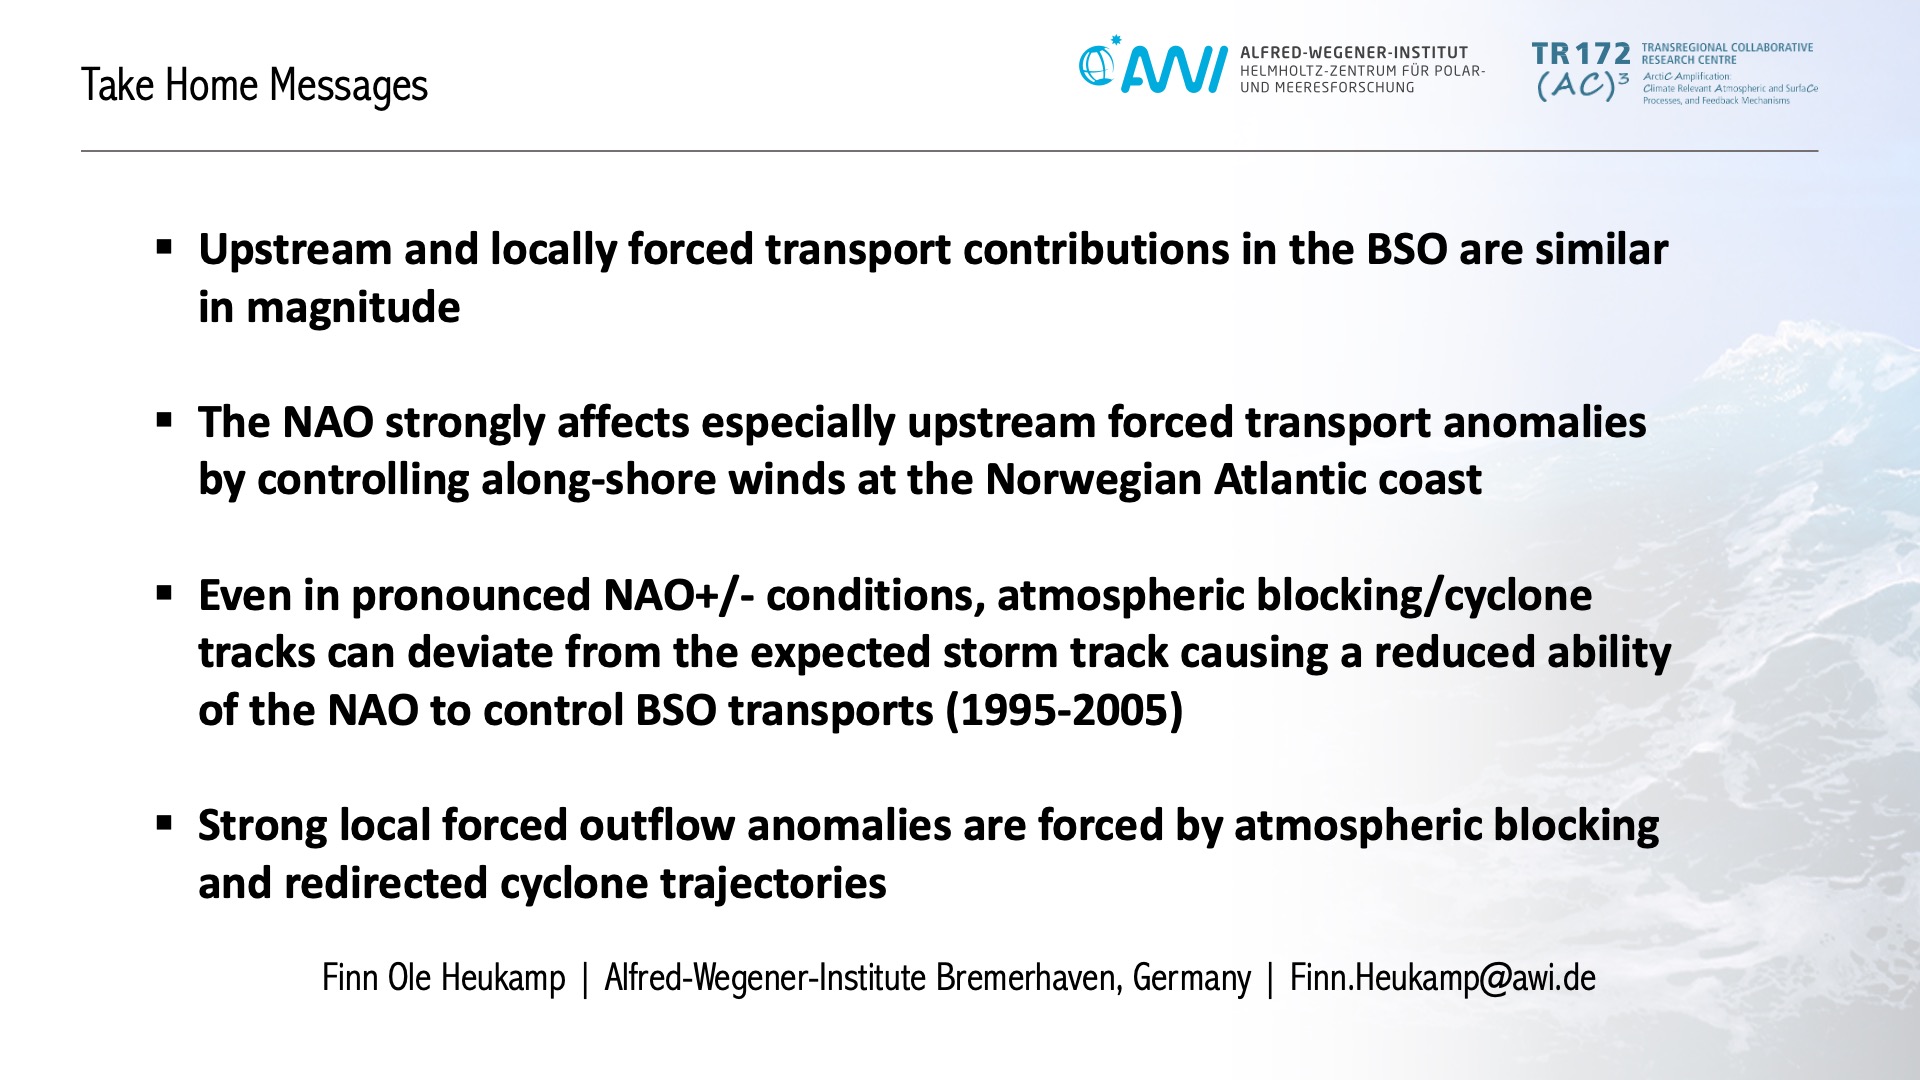 Take Home Messages
AWI
ALFRED-WEGENER-INSTITUT
HELMHOLTZ-ZENTRUM FÜR POLAR-
UND MEERESFORSCHUNG
TR 172
(AC)³
TRANSREGIONAL COLLABORATIVE
RESEARCH CENTRE
ArctiC Amplification:
Climate Relevant Atmospheric and SurfaCe
Processes, and Feedback Mechanisms
▪ Upstream and locally forced transport contributions in the BSO are similar
in magnitude
▪ The NAO strongly affects especially upstream forced transport anomalies
by controlling along-shore winds at the Norwegian Atlantic coast
▪ Even in pronounced NAO+/- conditions, atmospheric blocking/cyclone
tracks can deviate from the expected storm track causing a reduced ability
of the NAO to control BSO transports (1995-2005)
▪ Strong local forced outflow anomalies are forced by atmospheric blocking
and redirected cyclone trajectories
Finn Ole Heukamp | Alfred-Wegener-Institute Bremerhaven, Germany | Finn.Heukamp@awi.de